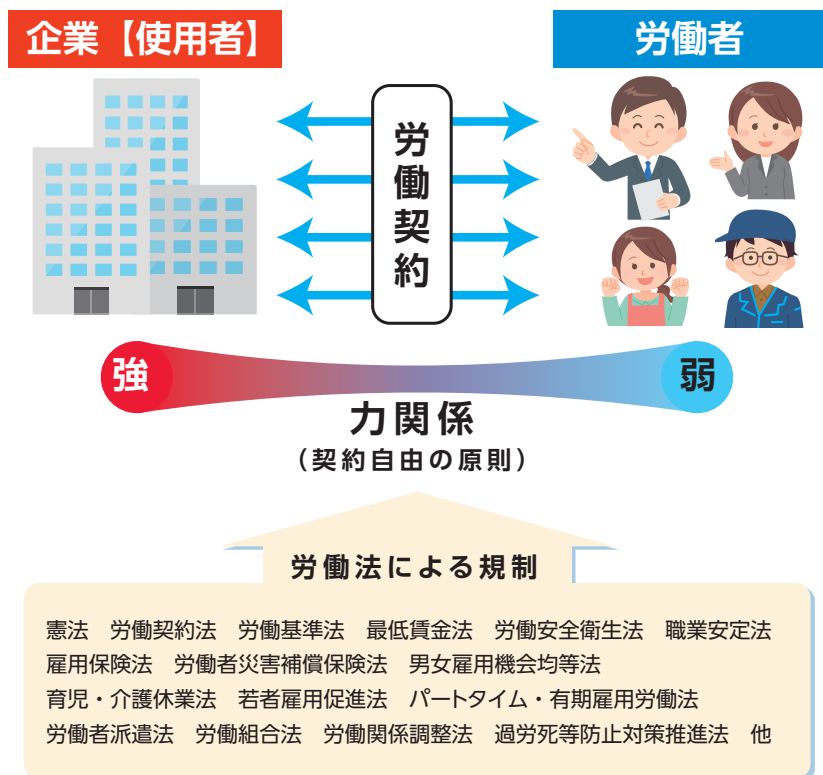 企業【使用者】
労働者
労働契約
強
弱
力関係
（契約自由の原則）
労働法による規制
憲法　労働契約法　労働基準法　最低賃金法　労働安全衛生法　職業安定法
雇用保険法　労働者災害補償保険法　男女雇用機会均等法
育児・介護休業法　若者雇用促進法　パートタイム・有期雇用労働法
労働者派遣法　労働組合法　労働関係調整法　過労死等防止対策推進法　他